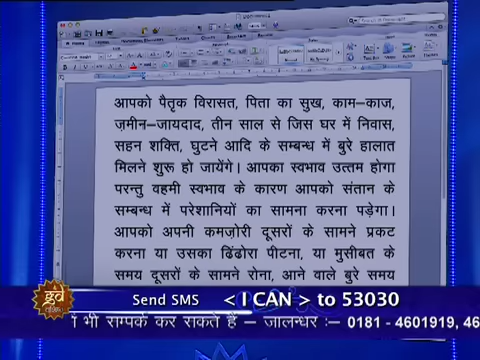 आपको पैतृक विरासत, पिता का सुख, काम–काज,
ज़मीन–जायदाद, तीन साल से जिस घर में निवास,
सहन शक्ति, घुटने आदि के सम्बन्ध में बुरे हालात
मिलने शुरू हो जायेंगे। आपका स्वभाव उत्तम होगा
परन्तु वहमी स्वभाव के कारण आपको संतान के
सम्बन्ध में परेशानियों का सामना करना पड़ेगा।
आपको अपनी कमज़ोरी दूसरों के सामने प्रकट
करना या उसका ढिंढोरा पीटना, या मुसीबत के
समय दूसरों के सामने रोना, आने वाले बुरे समय
Send SMS < I CAN > to 53030
भी सम्पर्क कर सकते हैं – जालन्धर :– 0181 - 4601919, 46